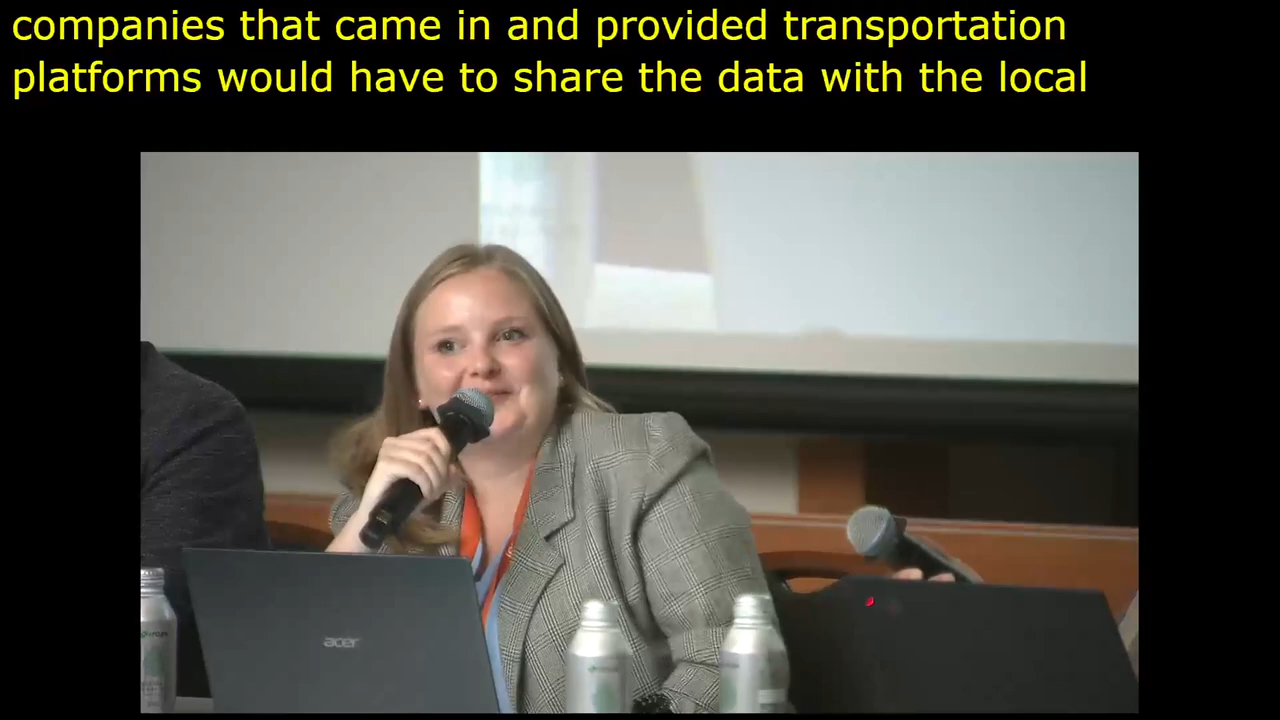 companies that came in and provided transportation
platforms would have to share the data with the local
acer